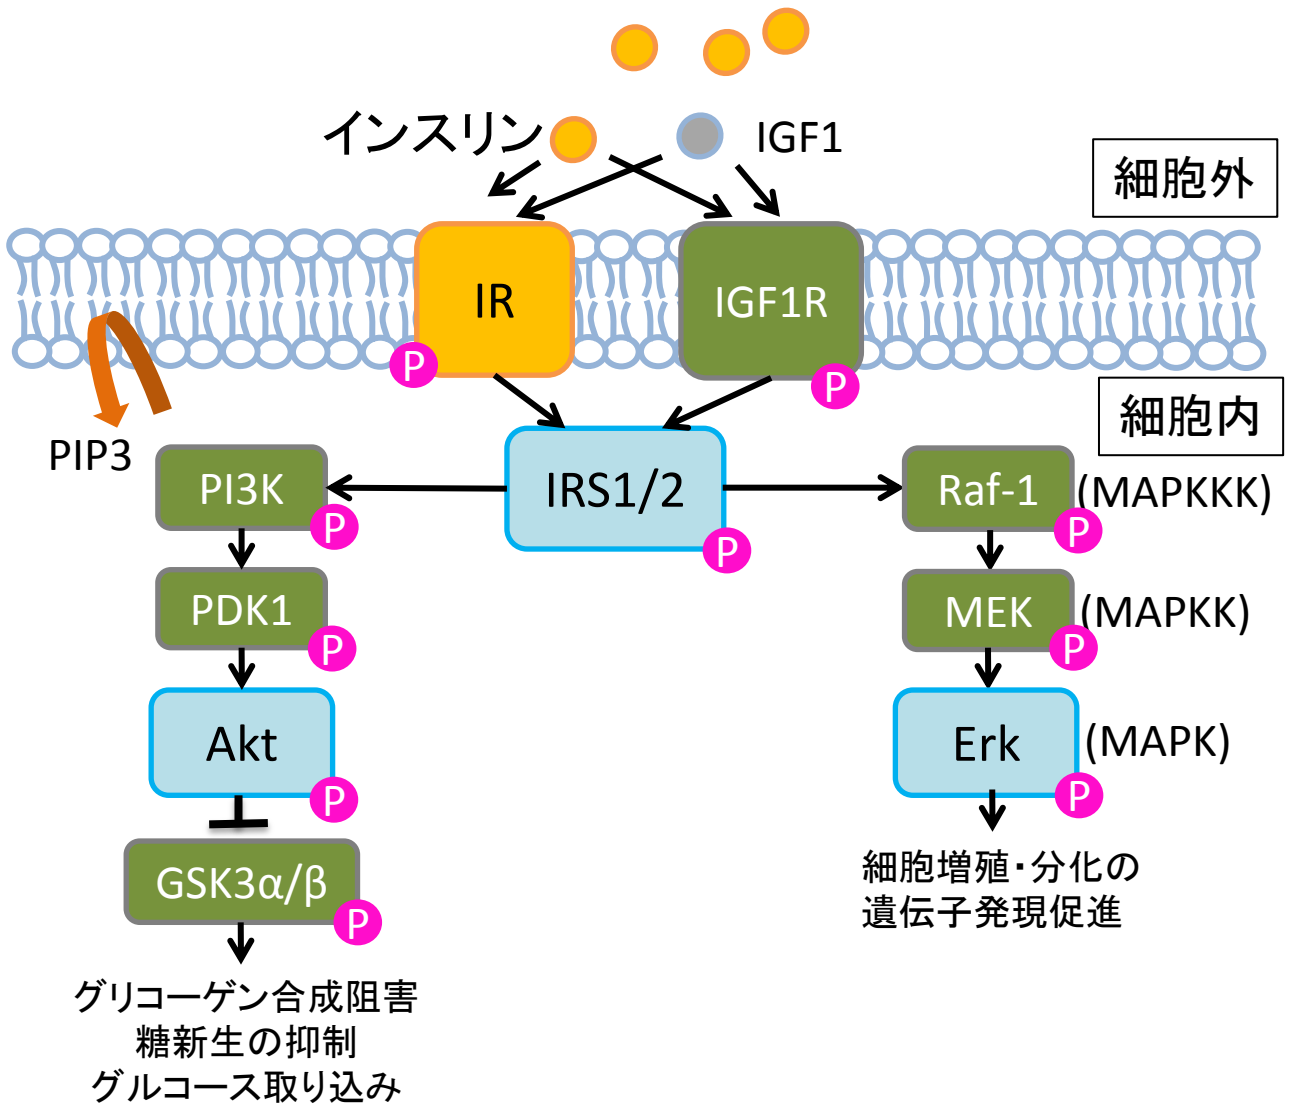 インスリン
IGF1
細胞外
IR
IGF1R
P
P
細胞内
PIP3
PI3K
P
IRS1/2
P
Raf-1
(MAPKKK)
P
PDK1
P
MEK
(MAPKK)
P
Akt
P
Erk
(MAPK)
P
GSK3α/β
P
細胞増殖・分化の
遺伝子発現促進
グリコーゲン合成阻害
糖新生の抑制
グルコース取り込み